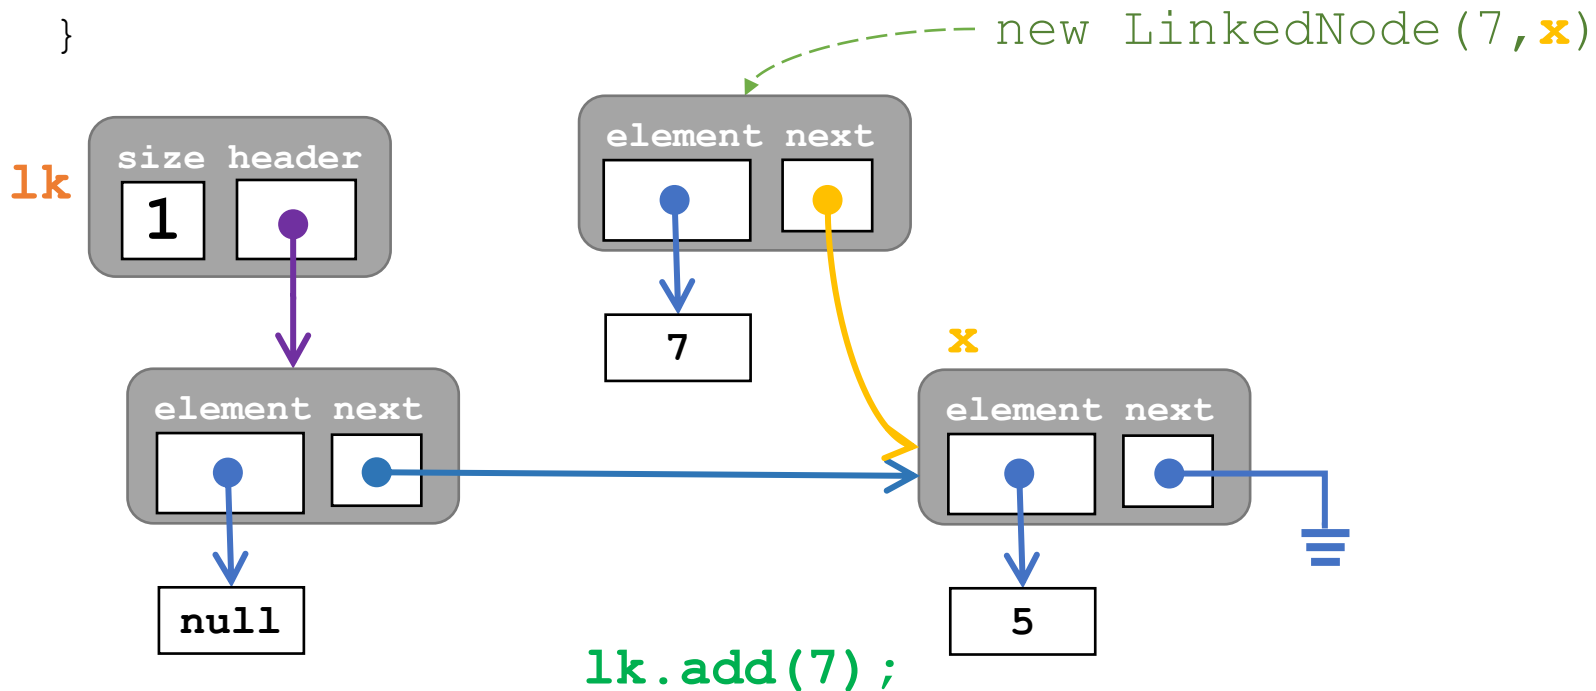 }
new LinkedNode(7,x)
lk
size header
1
element next
7
x
element next
null
element next
5
lk.add(7);